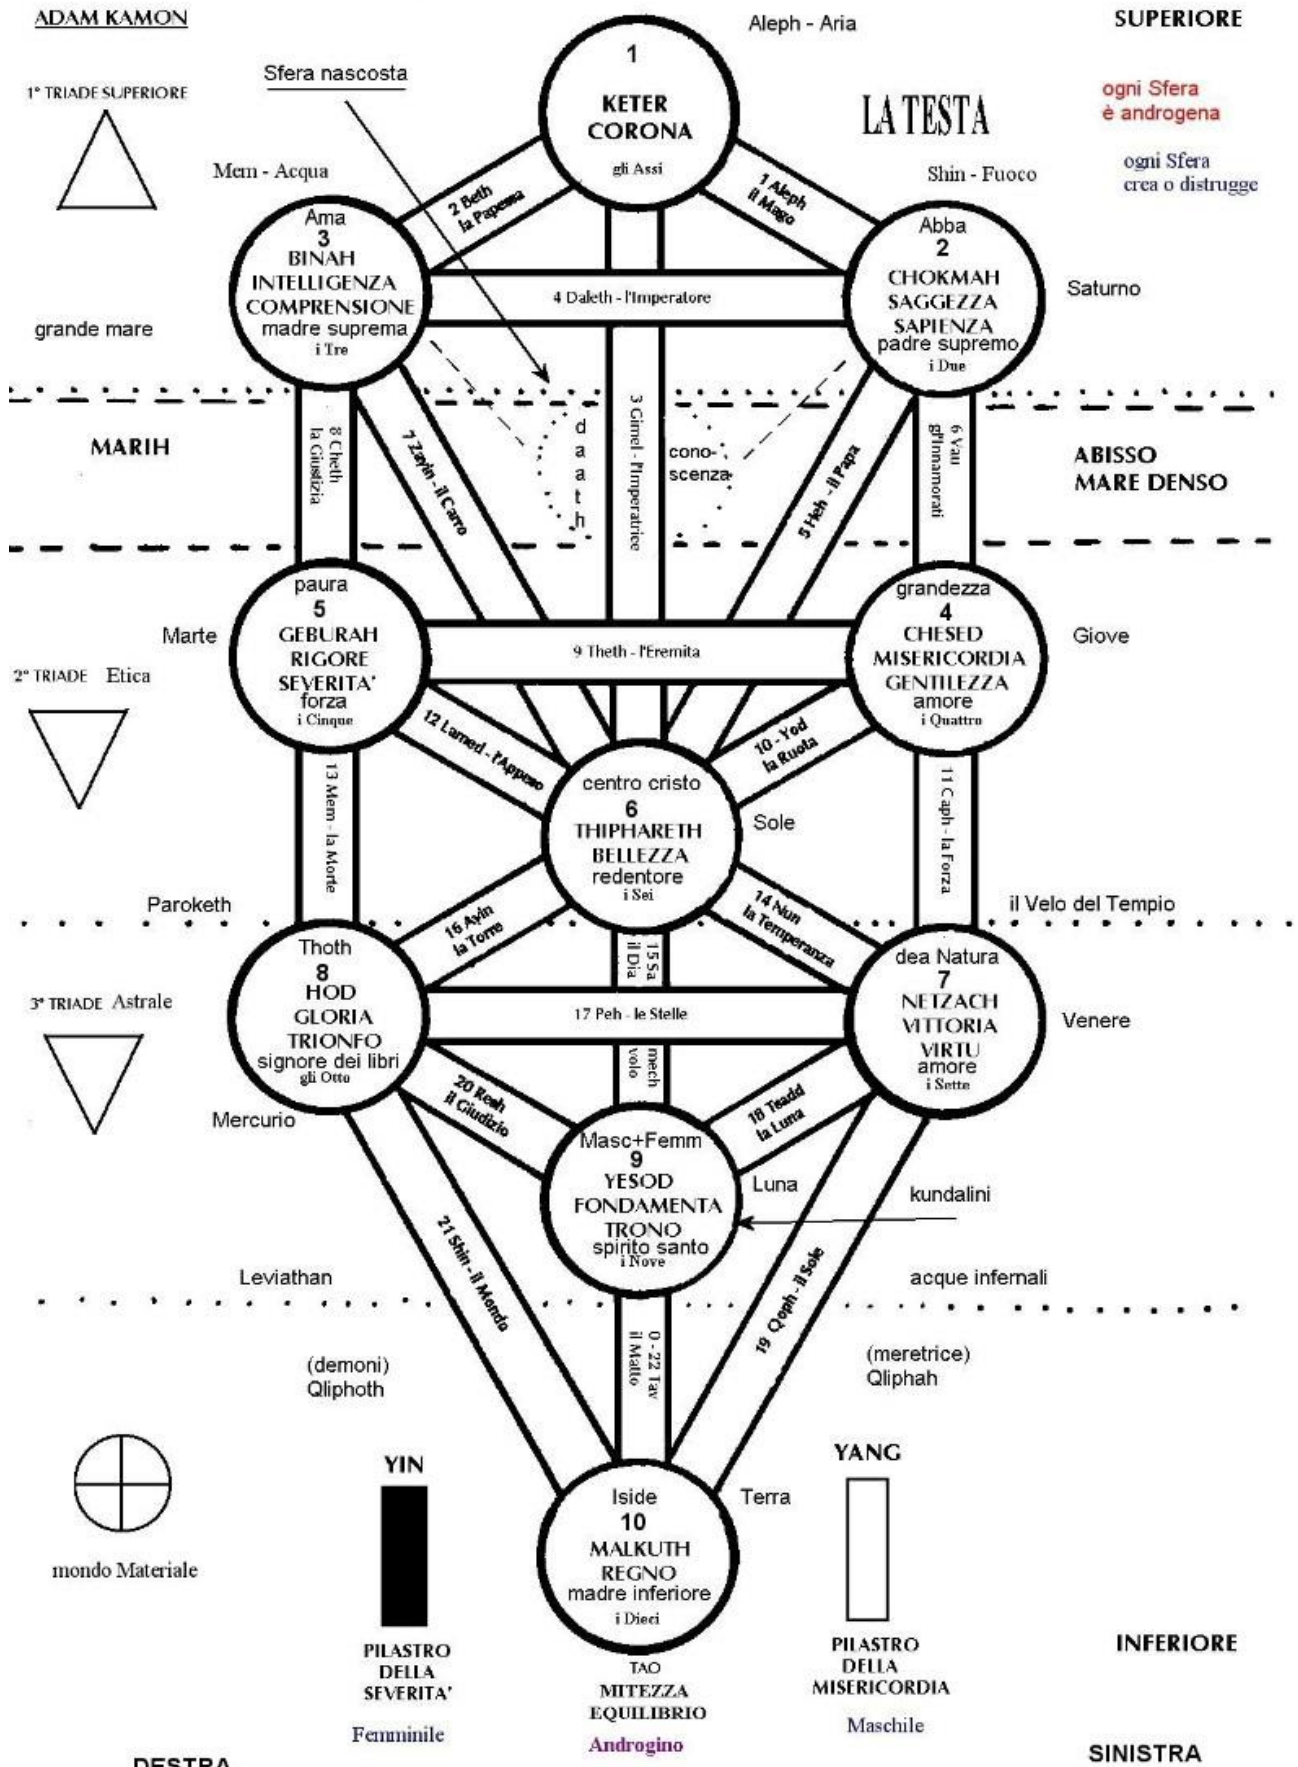 ADAM KAMON
Aleph - Aria
SUPERIORE
1° TRIADE SUPERIORE
Sfera nascosta
1
KETER
CORONA
gli Assi
LA TESTA
ogni Sfera
è androgena
ogni Sfera
crea o distrugge
Mem - Acqua
Shin - Fuoco
2 Beth
la Papessa
1 Aleph
il Mago
Ama
3
BINAH
INTELLIGENZA
COMPRENSIONE
madre suprema
i Tre
4 Daleth - l'Imperatore
Abba
2
CHOKMAH
SAGGEZZA
SAPIENZA
padre supremo
i Due
Saturno
grande mare
MARIH
8 Cheth
la Giustizia
7 Zayin - il Carro
daath
3 Gimel - l'Imperatrice
cono-
scenza
5 Heh - il Papa
6 Vau
gl'Innamorati
ABISSO
MARE DENSO
Marte
paura
5
GEBURAH
RIGORE
SEVERITA'
forza
i Cinque
9 Theth - l'Eremita
grandezza
4
CHESED
MISERICORDIA
GENTILEZZA
amore
i Quattro
Giove
2° TRIADE Etica
12 Lamed - l'Appeso
10 - Yod
la Ruota
13 Mem - la Morte
centro cristo
6
THIPHARETH
BELLEZZA
redentore
i Sei
Sole
11 Caph - la Forza
Paroketh
il Velo del Tempio
16 Ayin
la Torre
14 Nun
la Temperanza
15 Sa
il Dia
Thoth
8
HOD
GLORIA
TRIONFO
signore dei libri
gli Otto
17 Peh - le Stelle
dea Natura
7
NETZACH
VITTORIA
VIRTU
amore
i Sette
Venere
3° TRIADE Astrale
mech
volo
Mercurio
20 Resh
il Giudizio
18 Tsadd
la Luna
Masc+Femm
9
YESOD
FONDAMENTA
TRONO
spirito santo
i Nove
Luna
kundalini
21 Shin - il Mondo
19 Qoph - il Sole
Leviathan
acque infernali
0 - 22 Tav
il Matto
(demoni)
Qliphoth
(meretrice)
Qliphah
YIN
YANG
Iside
10
MALKUTH
REGNO
madre inferiore
i Dieci
Terra
mondo Materiale
PILASTRO
DELLA
SEVERITA'
Femminile
TAO
MITEZZA
EQUILIBRIO
Androgino
PILASTRO
DELLA
MISERICORDIA
Maschile
INFERIORE
DESTRA
SINISTRA